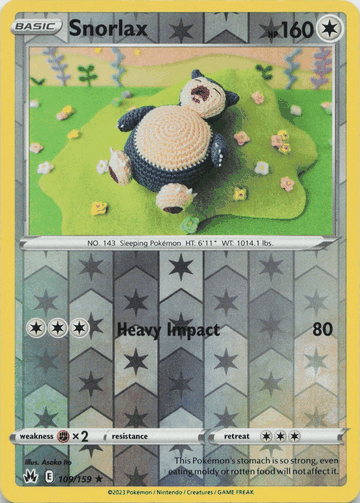 BASIC Snorlax HP 160
NO. 143 Sleeping Pokémon HT: 6'11" WT: 1014.1 lbs.
Heavy Impact 80
weakness ×2 resistance retreat
Illus. Asako Ito
E 109/159 ★
This Pokémon's stomach is so strong, even
eating moldy or rotten food will not affect it.
©2023 Pokémon / Nintendo / Creatures / GAME FREAK